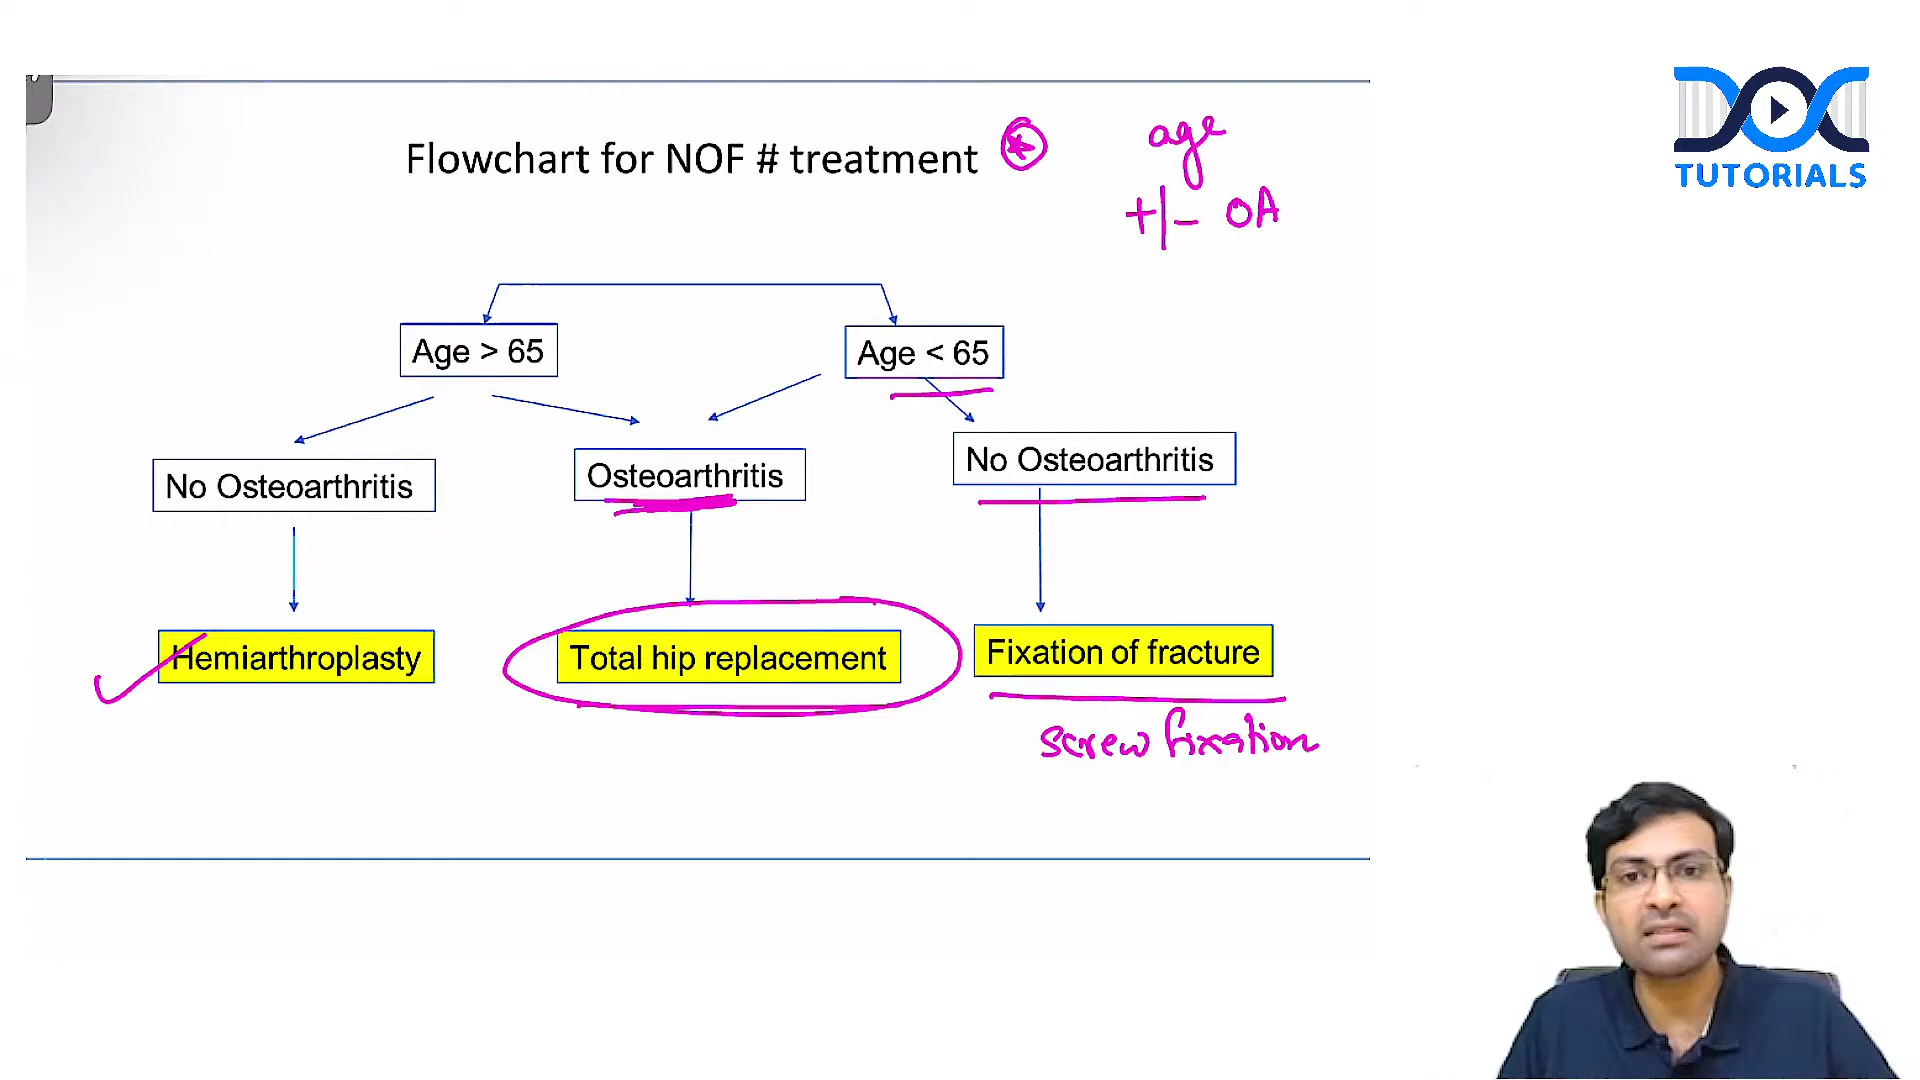 DOC
TUTORIALS
Flowchart for NOF # treatment
age
+/- OA
Age > 65
Age < 65
No Osteoarthritis
Osteoarthritis
No Osteoarthritis
Hemiarthroplasty
Total hip replacement
Fixation of fracture
screw fixation